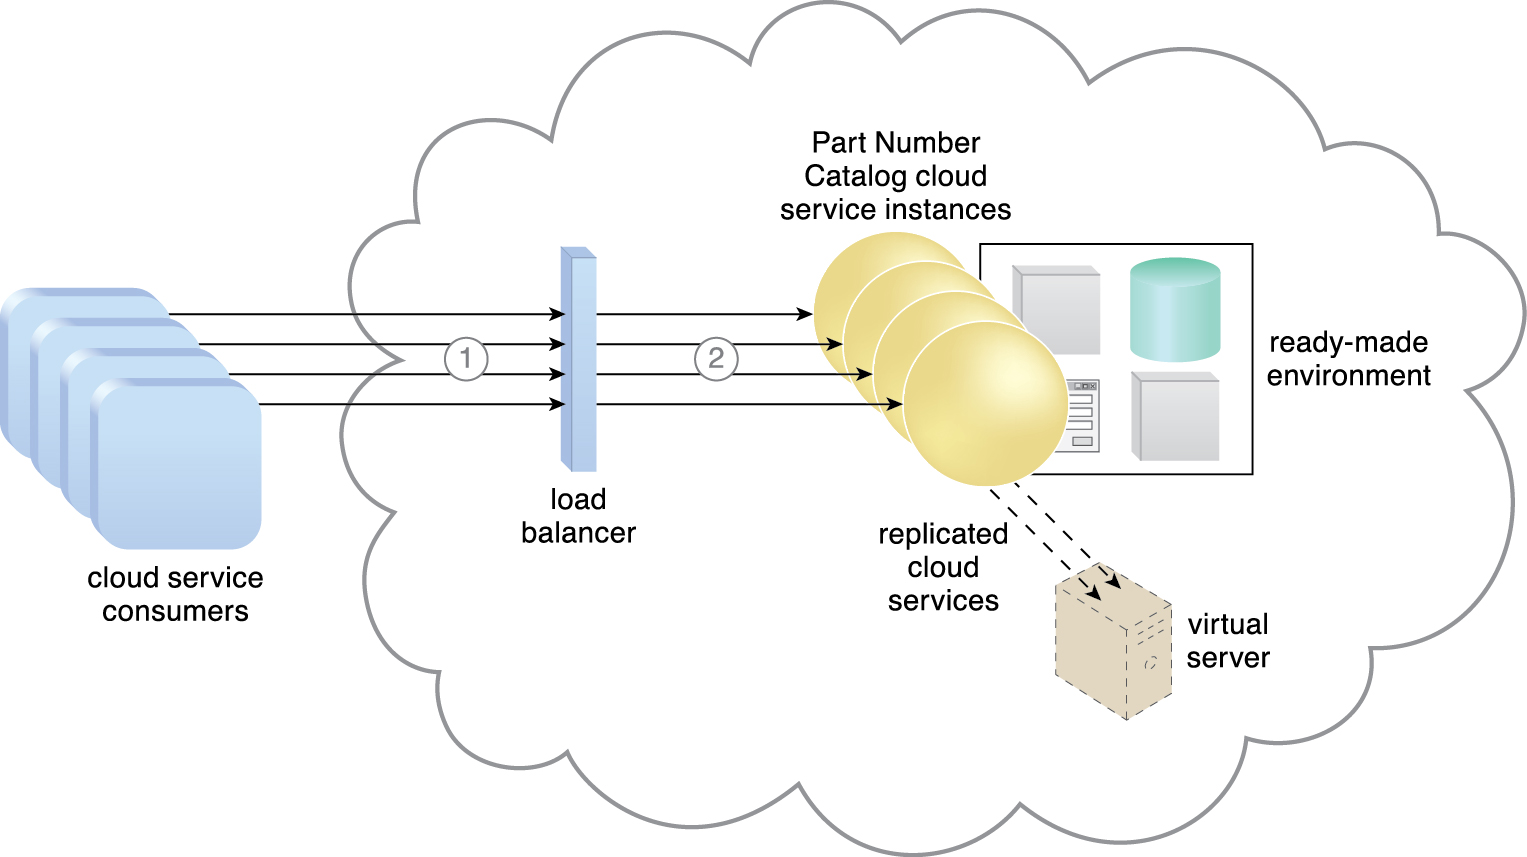 Part Number
Catalog cloud
service instances
ready-made
environment
1
2
load
balancer
replicated
cloud
services
cloud service
consumers
virtual
server